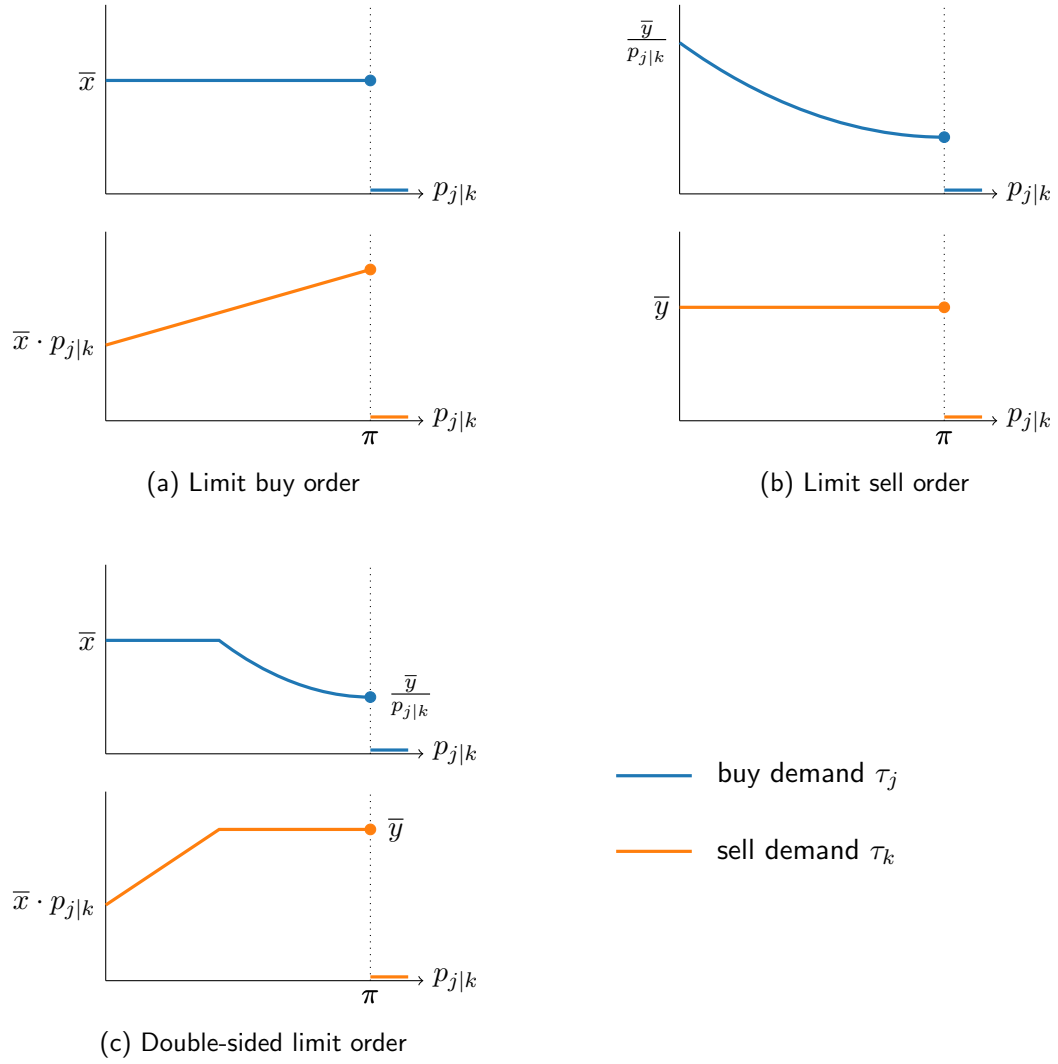 x̅
p_{j|k}
x̅ · p_{j|k}
p_{j|k}
π
(a) Limit buy order
y̅/p_{j|k}
p_{j|k}
y̅
p_{j|k}
π
(b) Limit sell order
x̅
y̅/p_{j|k}
p_{j|k}
y̅
x̅ · p_{j|k}
p_{j|k}
π
(c) Double-sided limit order
buy demand τ_j
sell demand τ_k